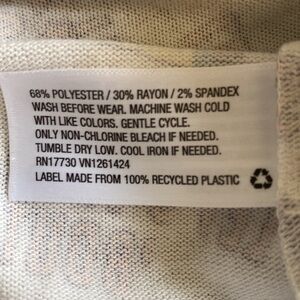 68% POLYESTER / 30% RAYON / 2% SPANDEX
WASH BEFORE WEAR. MACHINE WASH COLD
WITH LIKE COLORS. GENTLE CYCLE.
ONLY NON-CHLORINE BLEACH IF NEEDED.
TUMBLE DRY LOW. COOL IRON IF NEEDED.
RN17730 VN1261424
LABEL MADE FROM 100% RECYCLED PLASTIC